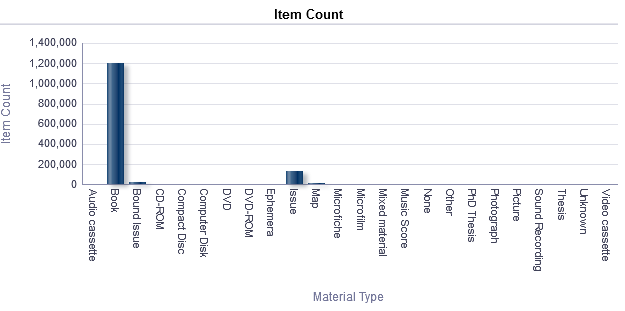 Item Count
Item Count
1,400,000
1,200,000
1,000,000
800,000
600,000
400,000
200,000
0
Audio cassette
Book
Bound Issue
CD-ROM
Compact Disc
Computer Disk
DVD
DVD-ROM
Ephemera
Issue
Map
Microfiche
Microfilm
Mixed material
Music Score
None
Other
PhD Thesis
Photograph
Picture
Sound Recording
Thesis
Unknown
Video cassette
Material Type